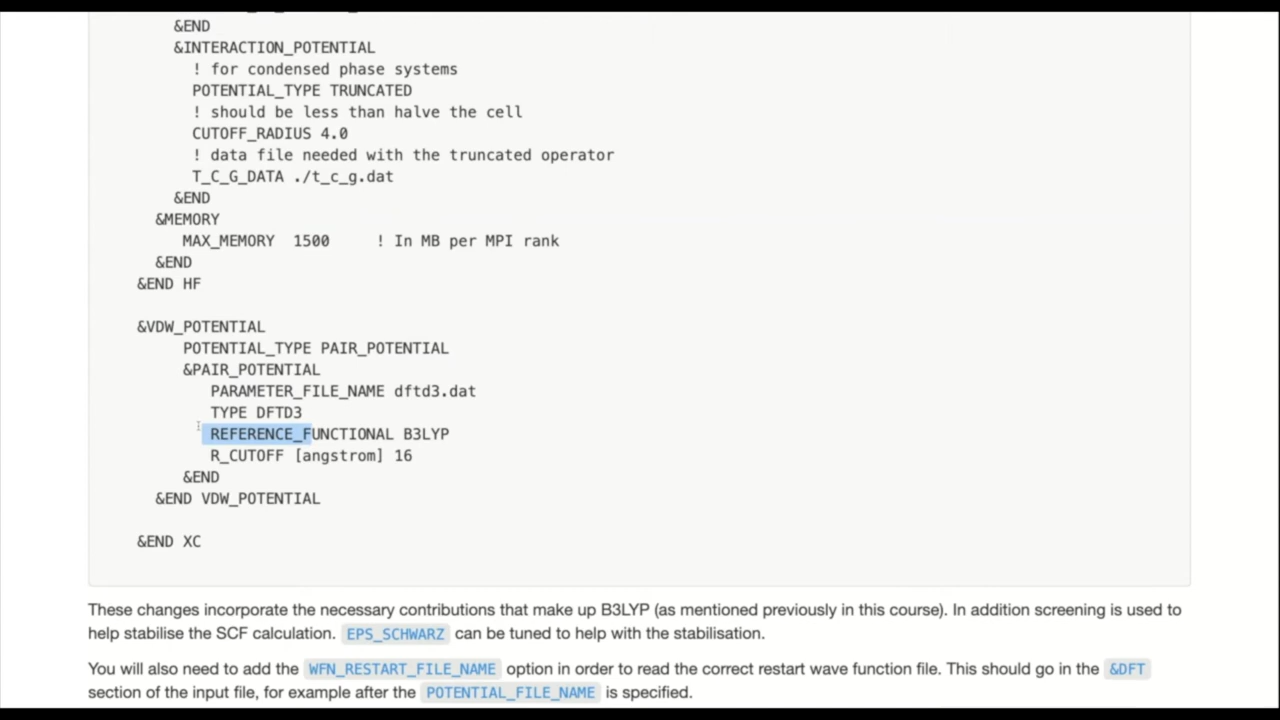 &END
&INTERACTION_POTENTIAL
! for condensed phase systems
POTENTIAL_TYPE TRUNCATED
! should be less than halve the cell
CUTOFF_RADIUS 4.0
! data file needed with the truncated operator
T_C_G_DATA ./t_c_g.dat
&END
&MEMORY
MAX_MEMORY 1500 ! In MB per MPI rank
&END
&END HF
&VDW_POTENTIAL
POTENTIAL_TYPE PAIR_POTENTIAL
&PAIR_POTENTIAL
PARAMETER_FILE_NAME dftd3.dat
TYPE DFTD3
REFERENCE_FUNCTIONAL B3LYP
R_CUTOFF [angstrom] 16
&END
&END VDW_POTENTIAL
&END XC
These changes incorporate the necessary contributions that make up B3LYP (as mentioned previously in this course). In addition screening is used to
help stabilise the SCF calculation. EPS_SCHWARZ can be tuned to help with the stabilisation.
You will also need to add the WFN_RESTART_FILE_NAME option in order to read the correct restart wave function file. This should go in the &DFT
section of the input file, for example after the POTENTIAL_FILE_NAME is specified.